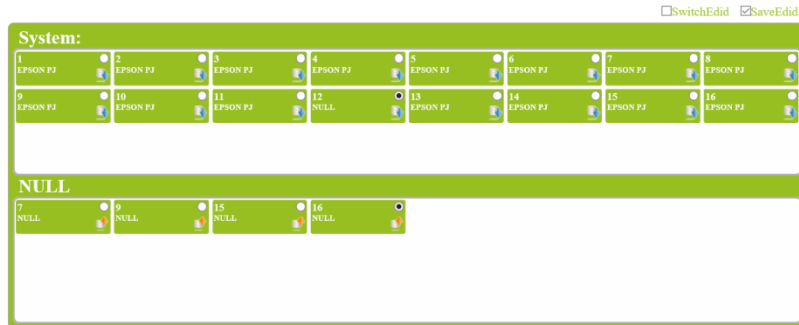 SwitchEdid SaveEdid
System:
1 2 3 4 5 6 7 8
EPSON PJ EPSON PJ EPSON PJ EPSON PJ EPSON PJ EPSON PJ EPSON PJ EPSON PJ
9 10 11 12 13 14 15 16
EPSON PJ EPSON PJ EPSON PJ NULL EPSON PJ EPSON PJ EPSON PJ EPSON PJ
NULL
7 9 15 16
NULL NULL NULL NULL